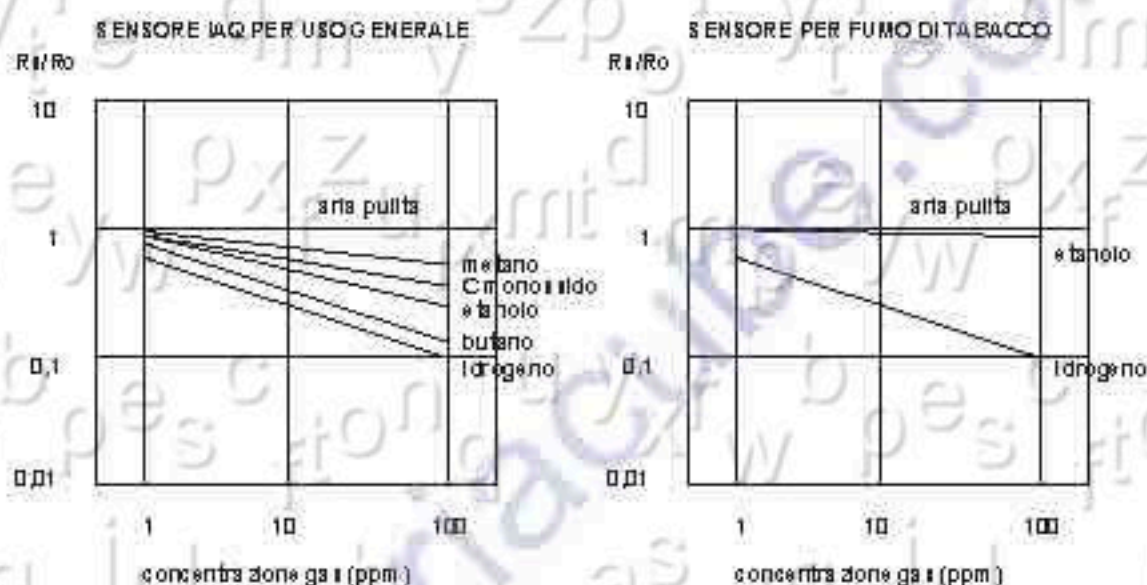 SENSORE IAQ PER USO GENERALE
Rs/Ro
10
1
0,1
0,01
aria pulita
metano
C monossido
etanolo
butano
Idrogeno
1 10 100
concentrazione gas (ppm)
SENSORE PER FUMO DI TABACCO
Rs/Ro
10
1
0,1
0,01
aria pulita
etanolo
Idrogeno
1 10 100
concentrazione gas (ppm)